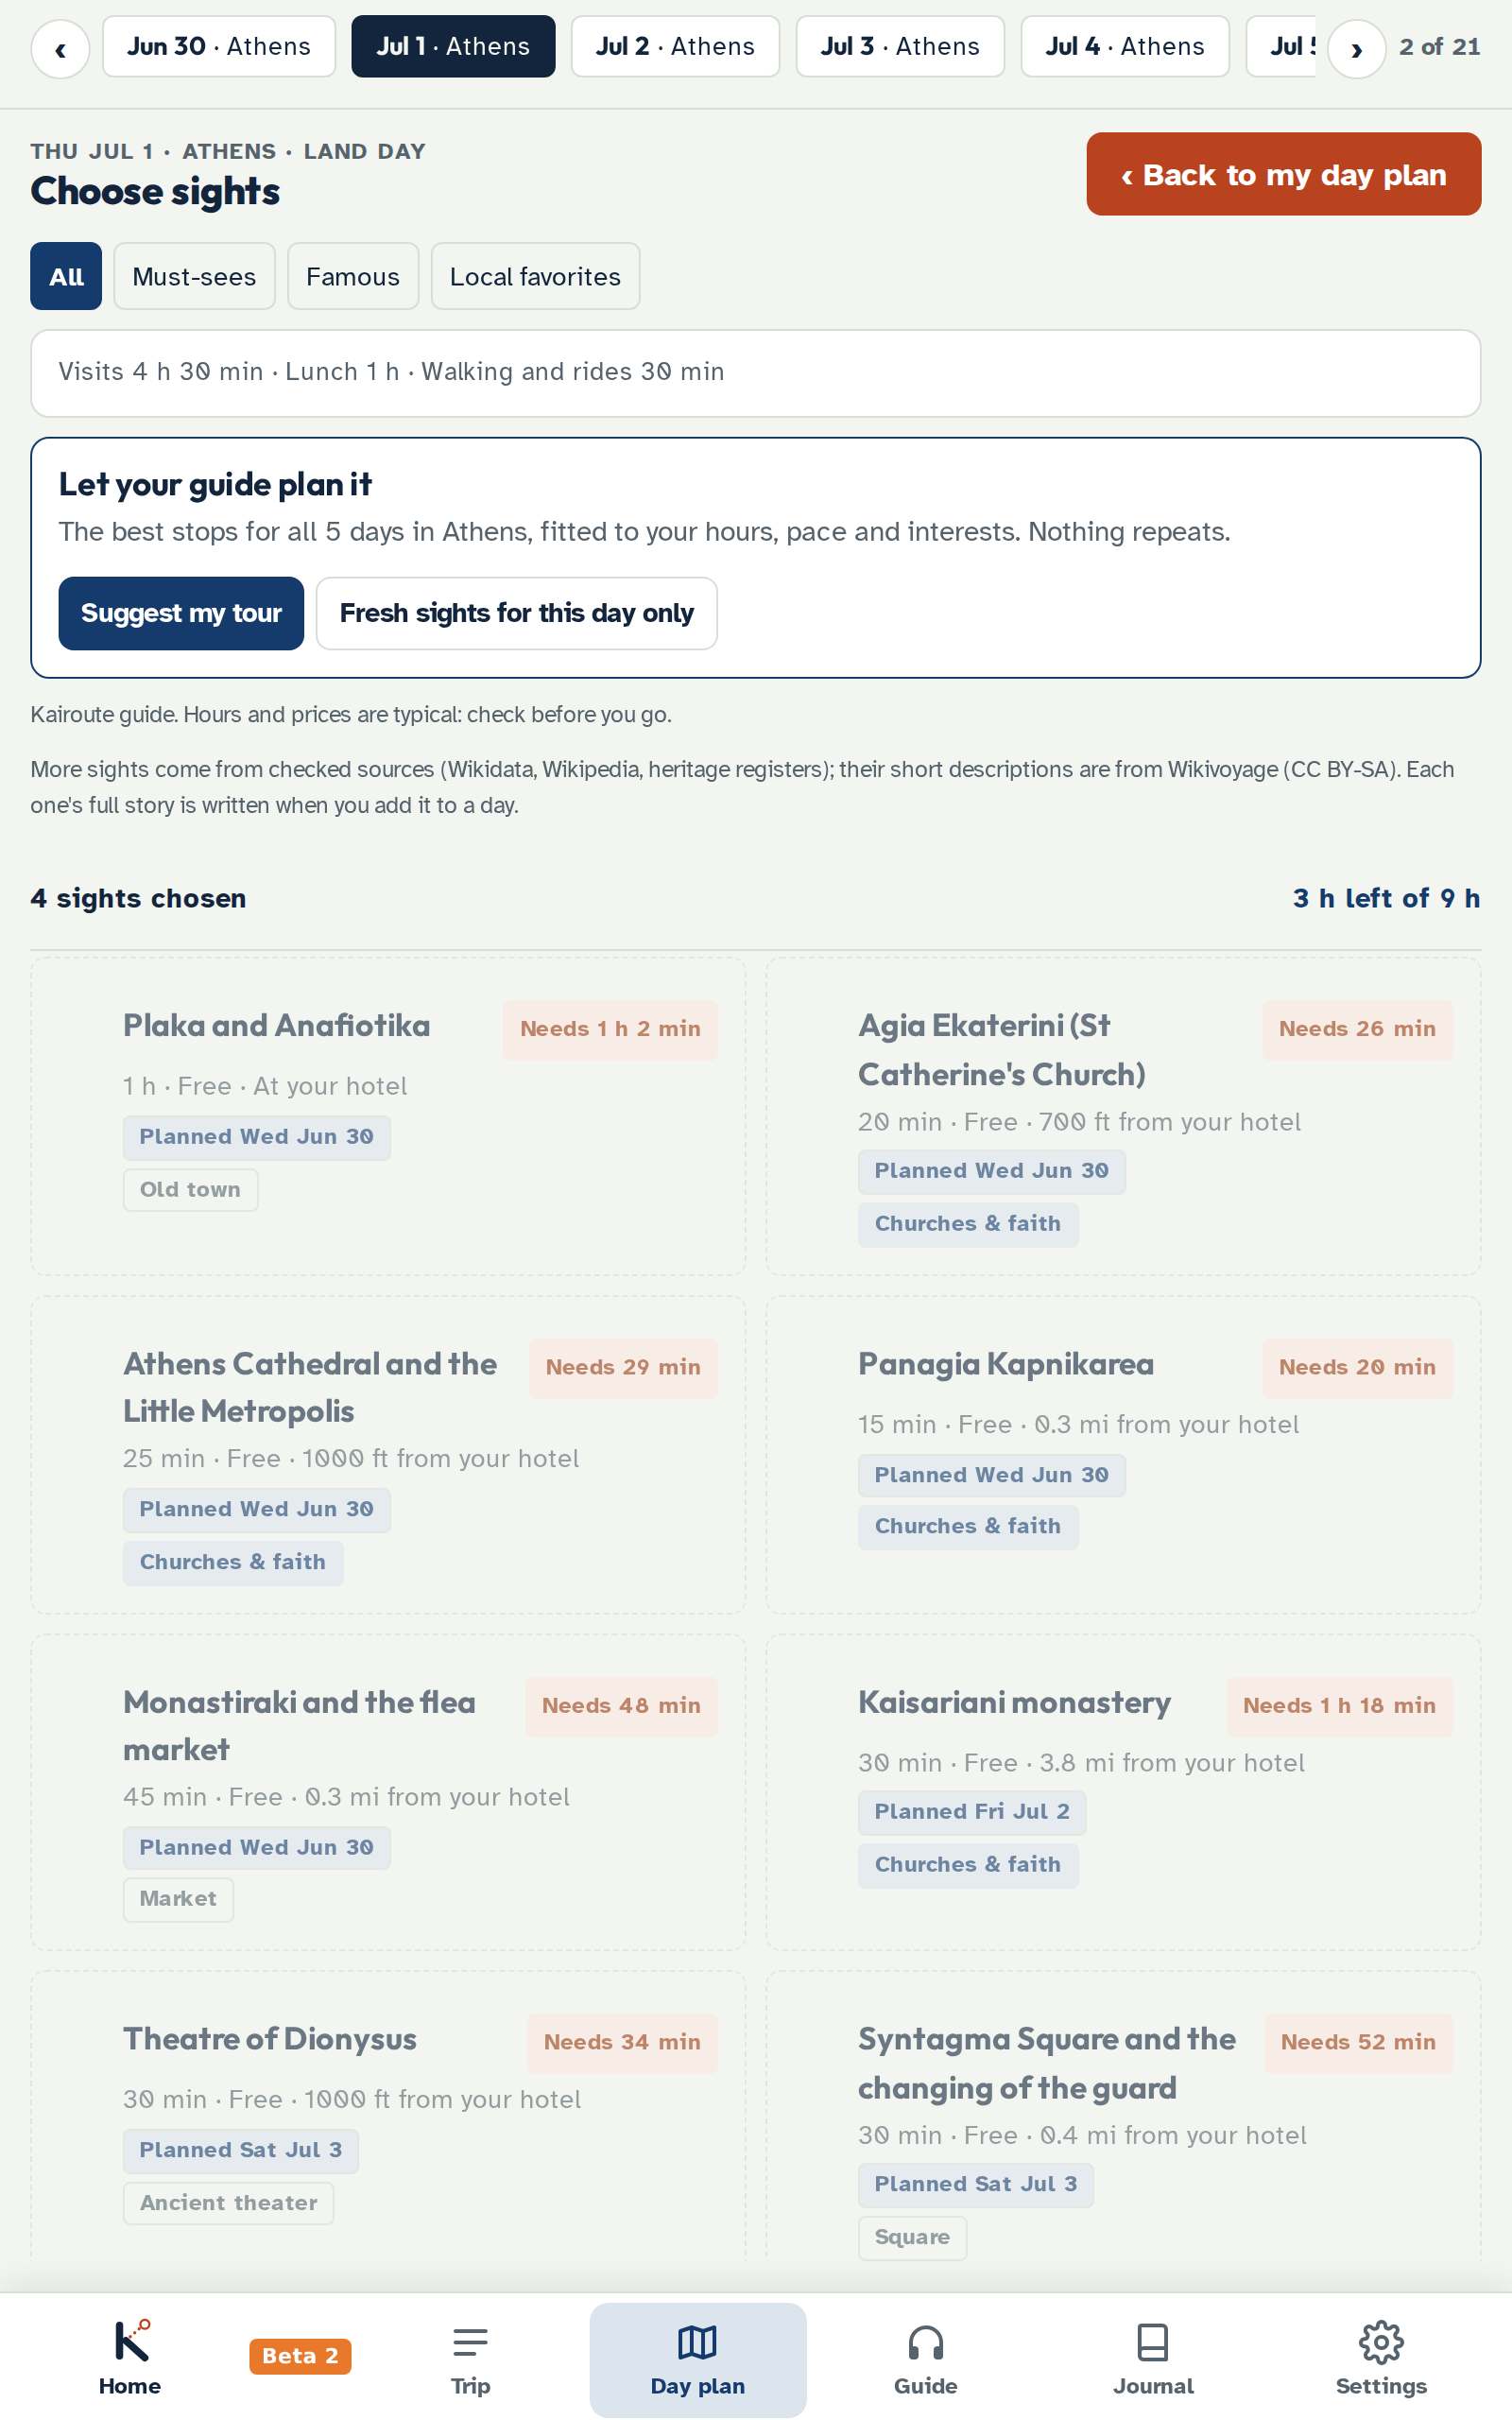 ‹
Jun 30 · Athens
Jul 1 · Athens
Jul 2 · Athens
Jul 3 · Athens
Jul 4 · Athens
Jul
›
2 of 21
THU JUL 1 · ATHENS · LAND DAY
Choose sights
‹ Back to my day plan
All
Must-sees
Famous
Local favorites
Visits 4 h 30 min · Lunch 1 h · Walking and rides 30 min
Let your guide plan it
The best stops for all 5 days in Athens, fitted to your hours, pace and interests. Nothing repeats.
Suggest my tour
Fresh sights for this day only
Kairoute guide. Hours and prices are typical: check before you go.
More sights come from checked sources (Wikidata, Wikipedia, heritage registers); their short descriptions are from Wikivoyage (CC BY-SA). Each
one's full story is written when you add it to a day.
4 sights chosen
3 h left of 9 h
Plaka and Anafiotika
Needs 1 h 2 min
1 h · Free · At your hotel
Planned Wed Jun 30
Old town
Agia Ekaterini (St
Catherine's Church)
Needs 26 min
20 min · Free · 700 ft from your hotel
Planned Wed Jun 30
Churches & faith
Athens Cathedral and the
Little Metropolis
Needs 29 min
25 min · Free · 1000 ft from your hotel
Planned Wed Jun 30
Churches & faith
Panagia Kapnikarea
Needs 20 min
15 min · Free · 0.3 mi from your hotel
Planned Wed Jun 30
Churches & faith
Monastiraki and the flea
market
Needs 48 min
45 min · Free · 0.3 mi from your hotel
Planned Wed Jun 30
Market
Kaisariani monastery
Needs 1 h 18 min
30 min · Free · 3.8 mi from your hotel
Planned Fri Jul 2
Churches & faith
Theatre of Dionysus
Needs 34 min
30 min · Free · 1000 ft from your hotel
Planned Sat Jul 3
Ancient theater
Syntagma Square and the
changing of the guard
Needs 52 min
30 min · Free · 0.4 mi from your hotel
Planned Sat Jul 3
Square
Home
Beta 2
Trip
Day plan
Guide
Journal
Settings